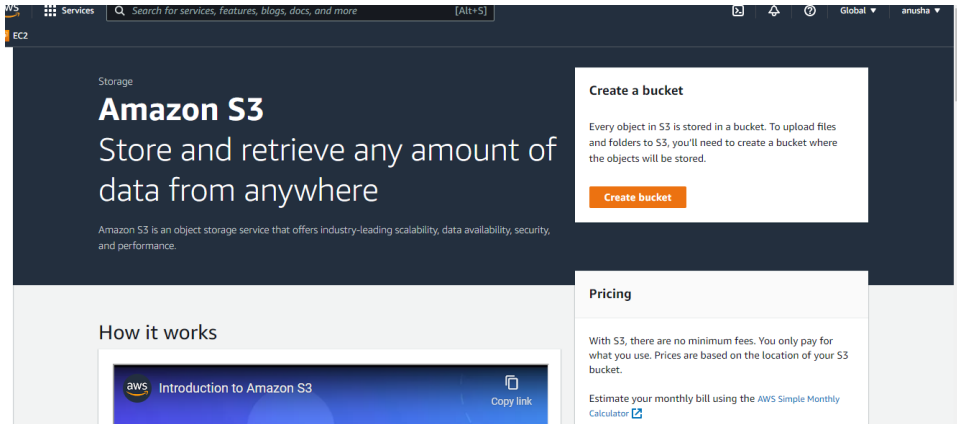 aws
Services
Search for services, features, blogs, docs, and more
[Alt+S]
Global ▼
anusha ▼
EC2
Storage
Amazon S3
Store and retrieve any amount of
data from anywhere
Amazon S3 is an object storage service that offers industry-leading scalability, data availability, security,
and performance.
Create a bucket
Every object in S3 is stored in a bucket. To upload files
and folders to S3, you'll need to create a bucket where
the objects will be stored.
Create bucket
Pricing
With S3, there are no minimum fees. You only pay for
what you use. Prices are based on the location of your S3
bucket.
Estimate your monthly bill using the AWS Simple Monthly
Calculator
How it works
aws
Introduction to Amazon S3
Copy link